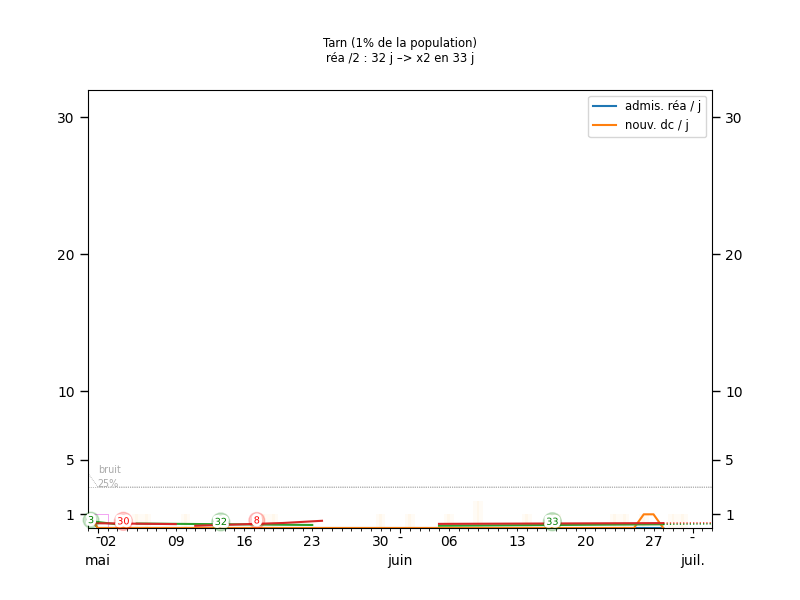 Tarn (1% de la population)
réa /2 : 32 j –> x2 en 33 j
admis. réa / j
nouv. dc / j
30 30
20 20
10 10
5 5
1 1
bruit
25%
3 30 32 8 33
02 09 16 23 30 - 06 13 20 27 -
mai juin juil.